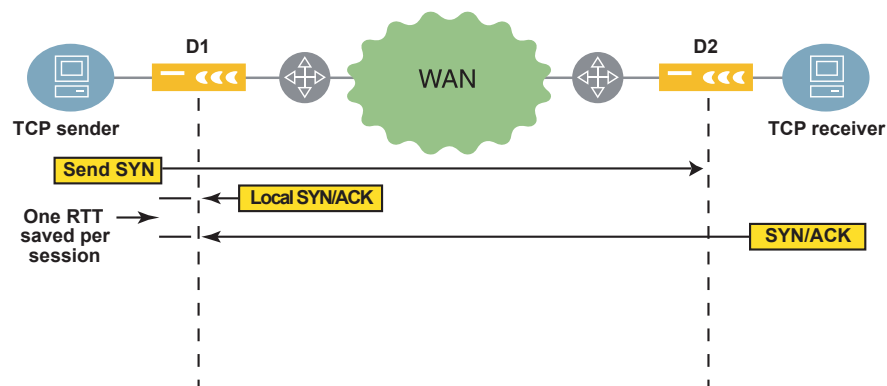 D1
D2
WAN
TCP sender
TCP receiver
Send SYN
Local SYN/ACK
One RTT
saved per
session
SYN/ACK